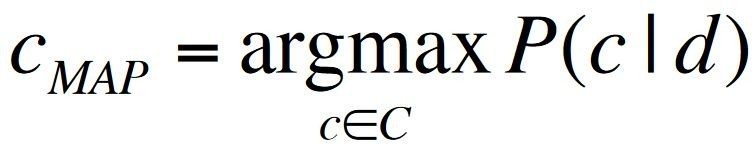 c_MAP = argmax P(c | d)
c∈C